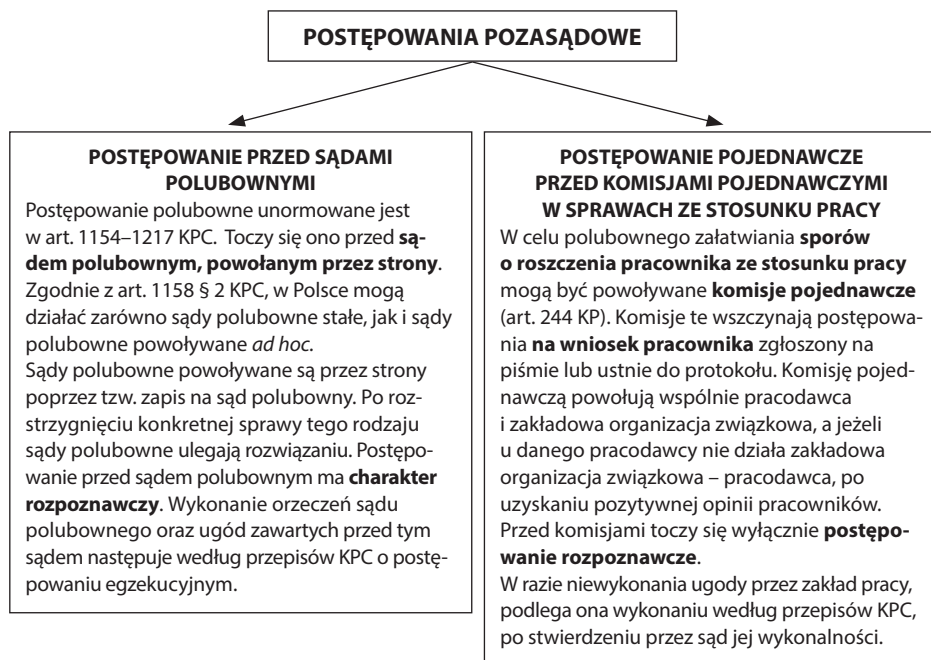 POSTĘPOWANIA POZASĄDOWE
POSTĘPOWANIE PRZED SĄDAMI
POLUBOWNYMI
Postępowanie polubowne unormowane jest
w art. 1154–1217 KPC. Toczy się ono przed są-
dem polubownym, powołanym przez strony.
Zgodnie z art. 1158 § 2 KPC, w Polsce mogą
działać zarówno sądy polubowne stałe, jak i sądy
polubowne powoływane ad hoc.
Sądy polubowne powoływane są przez strony
poprzez tzw. zapis na sąd polubowny. Po roz-
strzygnięciu konkretnej sprawy tego rodzaju
sądy polubowne ulegają rozwiązaniu. Postępo-
wanie przed sądem polubownym ma charakter
rozpoznawczy. Wykonanie orzeczeń sądu
polubownego oraz ugód zawartych przed tym
sądem następuje według przepisów KPC o postę-
powaniu egzekucyjnym.
POSTĘPOWANIE POJEDNAWCZE
PRZED KOMISJAMI POJEDNAWCZYMI
W SPRAWACH ZE STOSUNKU PRACY
W celu polubownego załatwiania sporów
o roszczenia pracownika ze stosunku pracy
mogą być powoływane komisje pojednawcze
(art. 244 KP). Komisje te wszczynają postępowa-
nia na wniosek pracownika zgłoszony na
piśmie lub ustnie do protokołu. Komisję pojed-
nawczą powołują wspólnie pracodawca
i zakładowa organizacja związkowa, a jeżeli
u danego pracodawcy nie działa zakładowa
organizacja związkowa – pracodawca, po
uzyskaniu pozytywnej opinii pracowników.
Przed komisjami toczy się wyłącznie postępo-
wanie rozpoznawcze.
W razie niewykonania ugody przez zakład pracy,
podlega ona wykonaniu według przepisów KPC,
po stwierdzeniu przez sąd jej wykonalności.